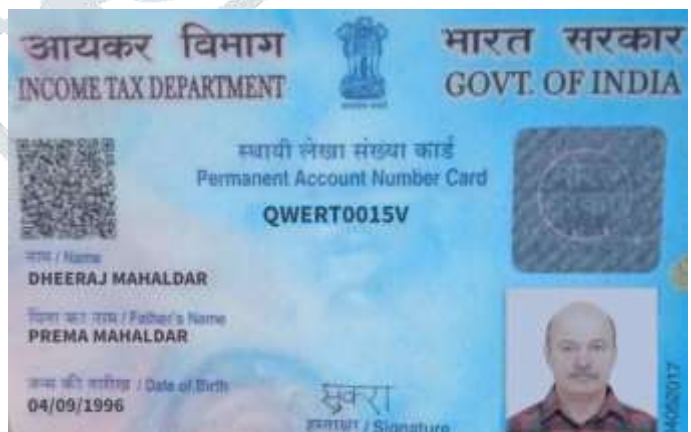 आयकर विभाग
INCOME TAX DEPARTMENT
भारत सरकार
GOVT. OF INDIA
स्थायी लेखा संख्या कार्ड
Permanent Account Number Card
QWERT0015V
नाम / Name
DHEERAJ MAHALDAR
पिता का नाम / Father's Name
PREMA MAHALDAR
जन्म की तारीख / Date of Birth
04/09/1996
हस्ताक्षर / Signature